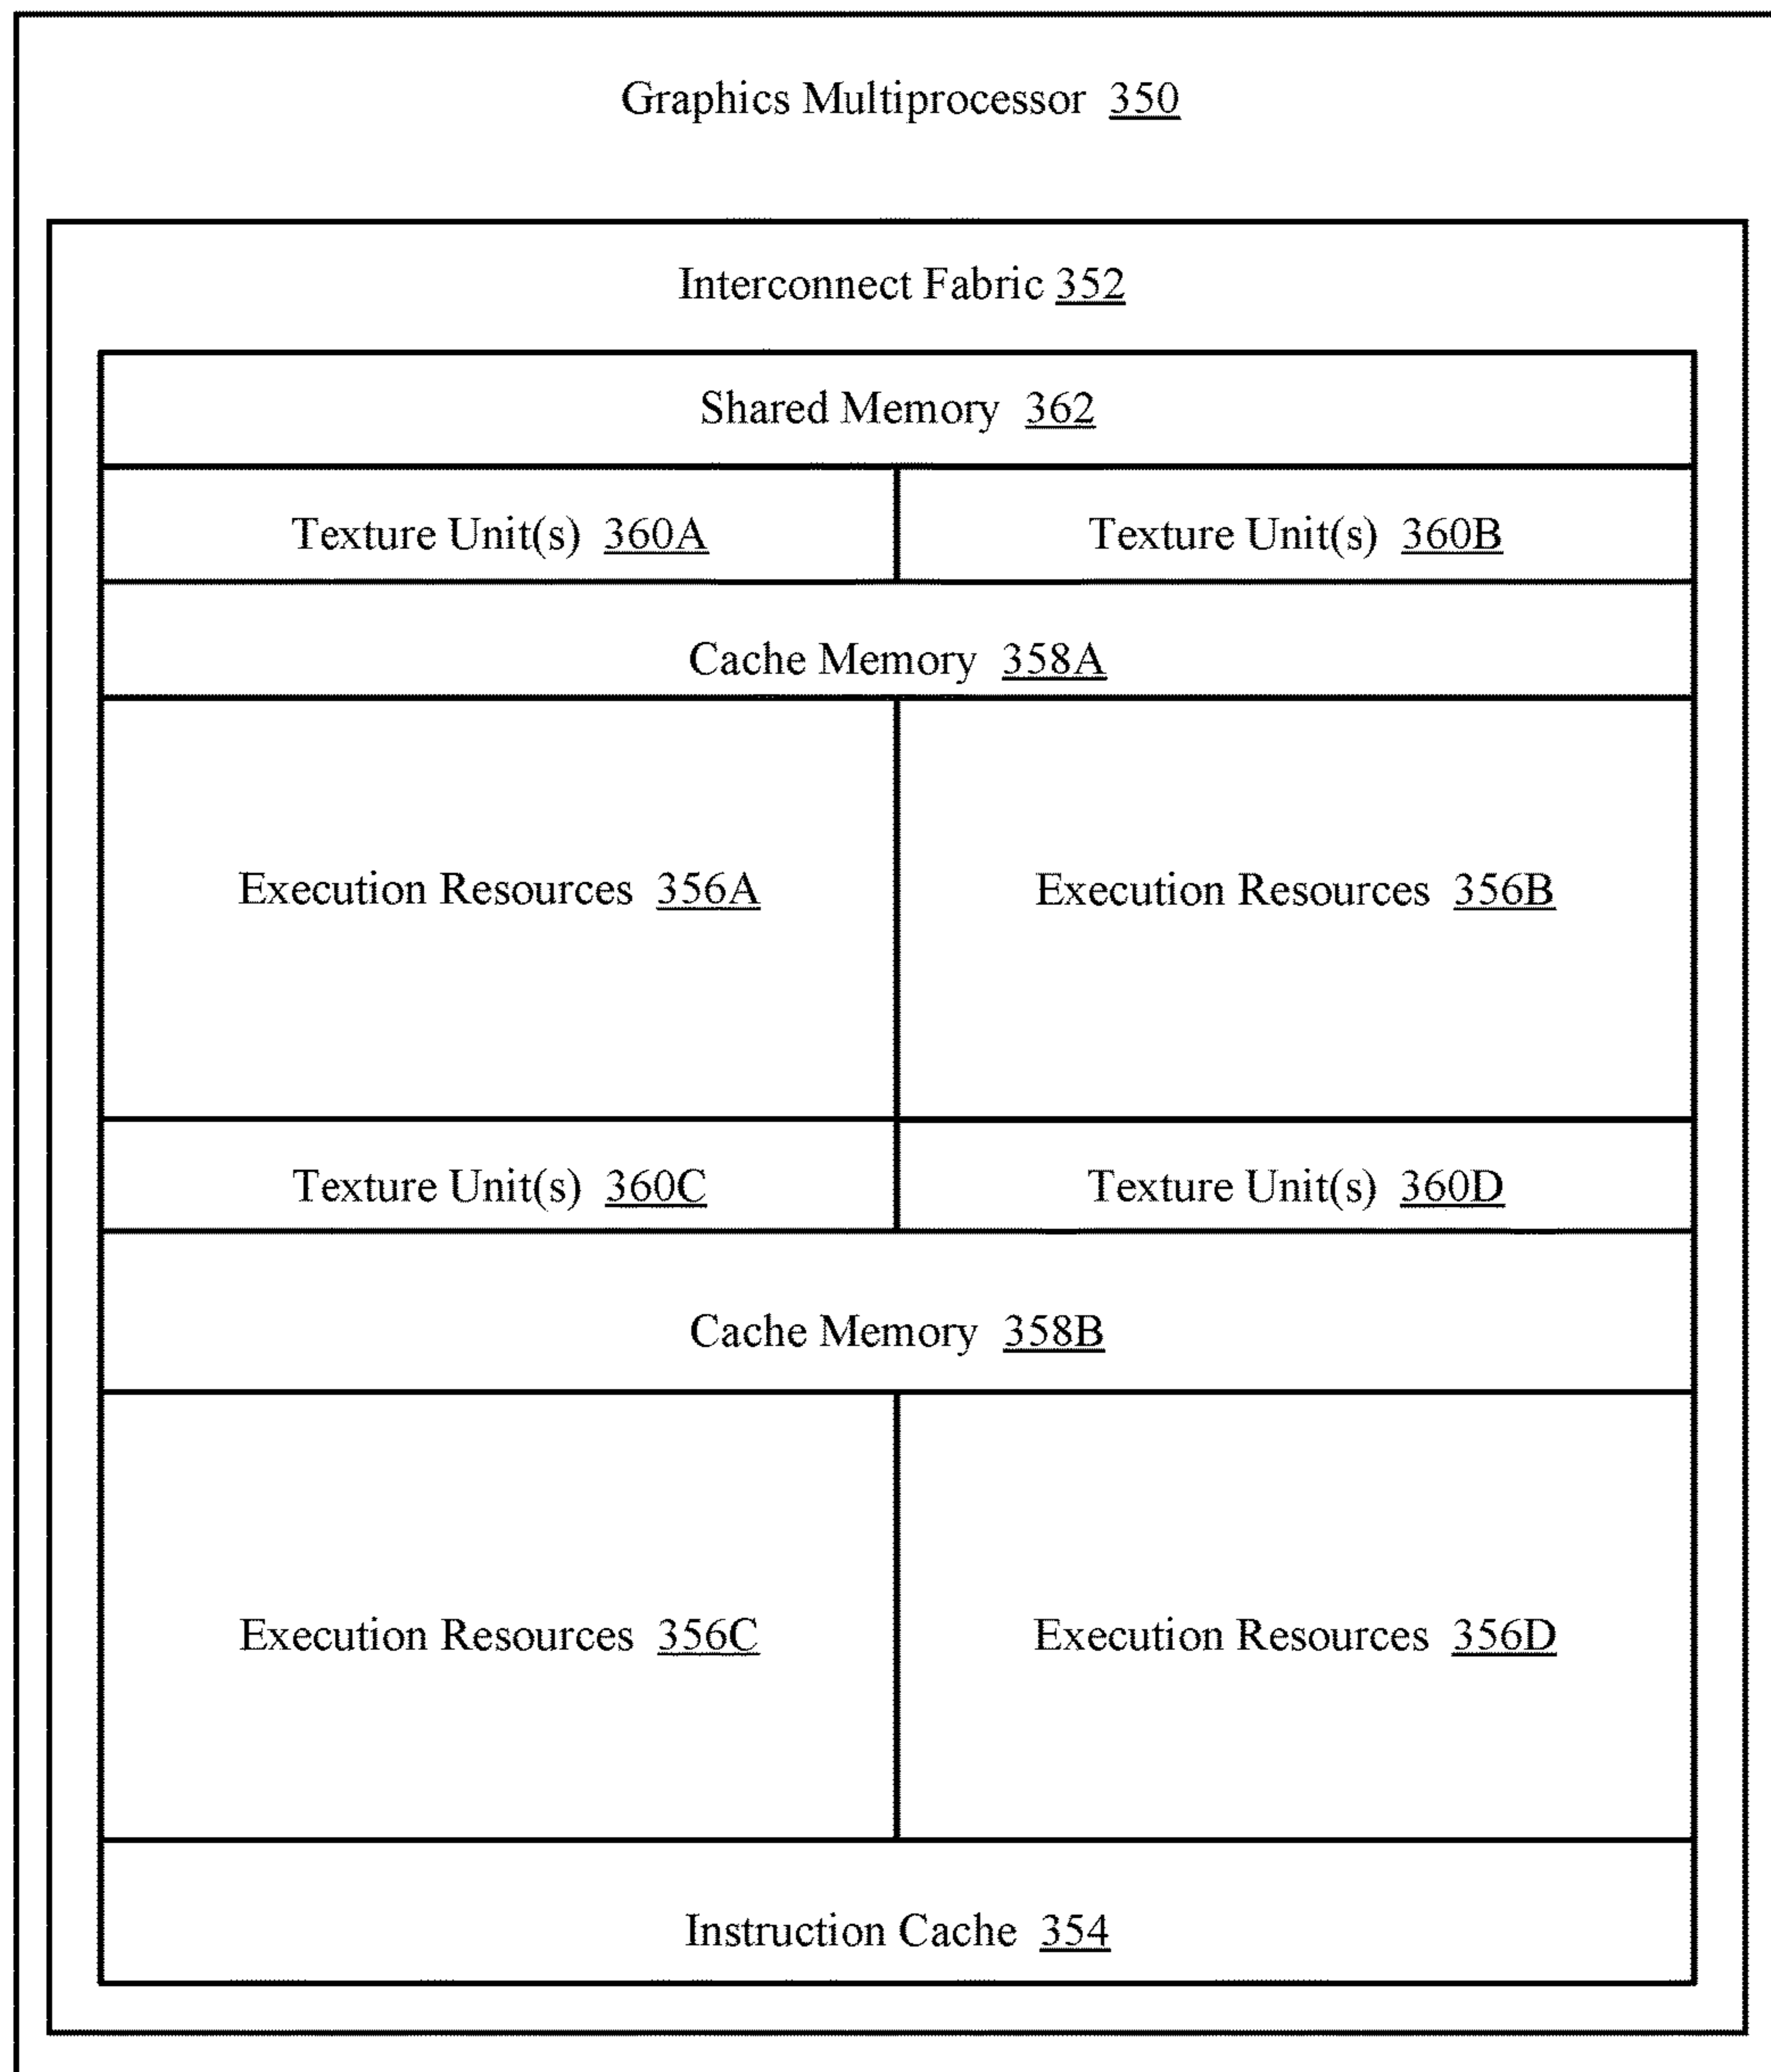 Graphics Multiprocessor 350
Interconnect Fabric 352
Shared Memory 362
Texture Unit(s) 360A
Texture Unit(s) 360B
Cache Memory 358A
Execution Resources 356A
Execution Resources 356B
Texture Unit(s) 360C
Texture Unit(s) 360D
Cache Memory 358B
Execution Resources 356C
Execution Resources 356D
Instruction Cache 354